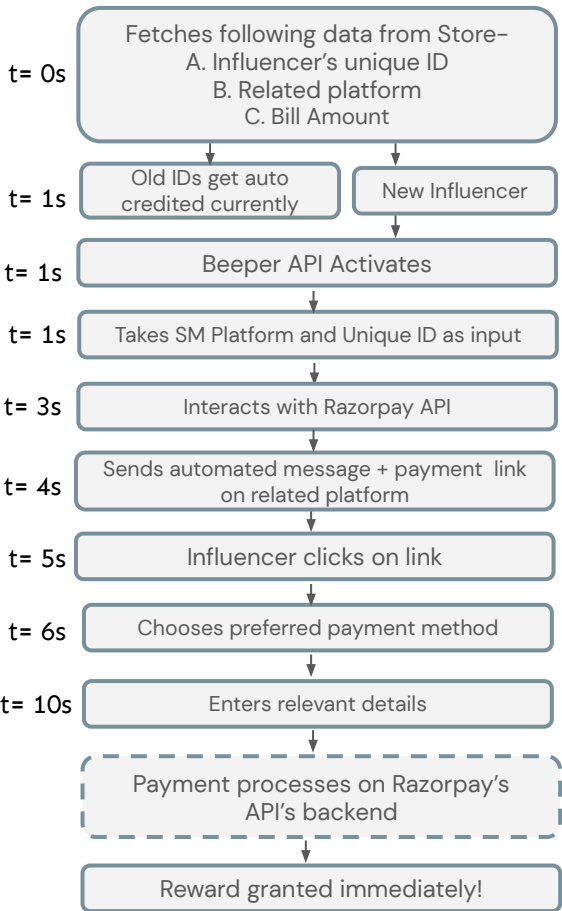 Fetches following data from Store-
A. Influencer's unique ID
B. Related platform
C. Bill Amount
t= 0s
Old IDs get auto
credited currently
New Influencer
t= 1s
Beeper API Activates
t= 1s
Takes SM Platform and Unique ID as input
t= 1s
Interacts with Razorpay API
t= 3s
Sends automated message + payment link
on related platform
t= 4s
Influencer clicks on link
t= 5s
Chooses preferred payment method
t= 6s
Enters relevant details
t= 10s
Payment processes on Razorpay's
API's backend
Reward granted immediately!